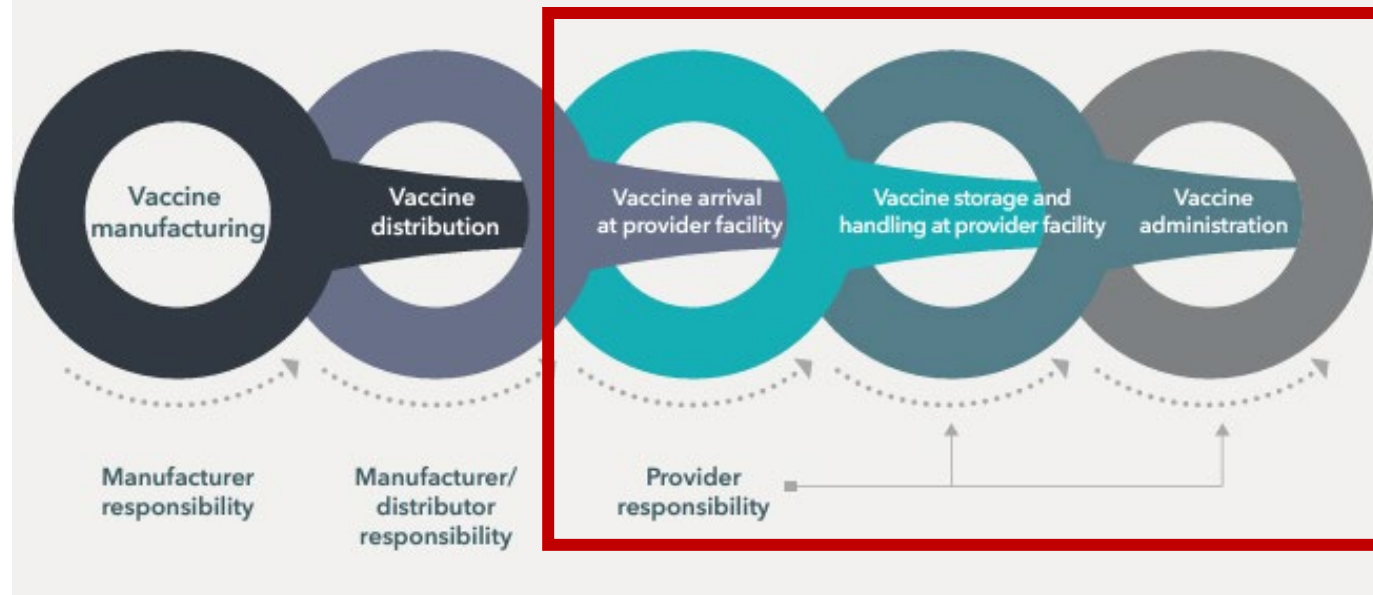 Vaccine
manufacturing
Vaccine
distribution
Vaccine arrival
at provider facility
Vaccine storage and
handling at provider facility
Vaccine
administration
Manufacturer
responsibility
Manufacturer/
distributor
responsibility
Provider
responsibility